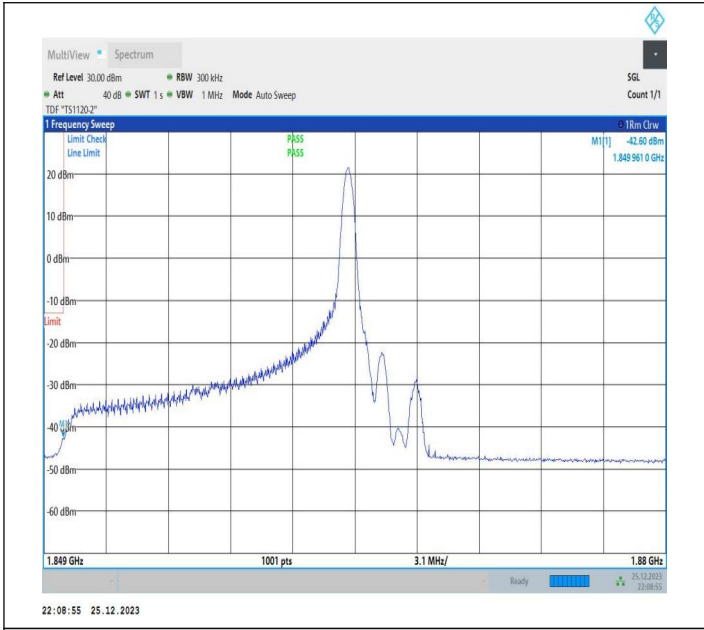 R&S
MultiView Spectrum
Ref Level 30.00 dBm RBW 300 kHz SGL
Att 40 dB SWT 1 s VBW 1 MHz Mode Auto Sweep Count 1/1
TDF "TS1120-2"
1 Frequency Sweep 1Rm Clrw
Limit Check PASS M1[1] -42.60 dBm
Line Limit PASS 1.849 961 0 GHz
20 dBm
10 dBm
0 dBm
-10 dBm
Limit
-20 dBm
-30 dBm
M1
-40 dBm
-50 dBm
-60 dBm
1.849 GHz 1001 pts 3.1 MHz/ 1.88 GHz
Ready 25.12.2023
22:08:55
22:08:55 25.12.2023